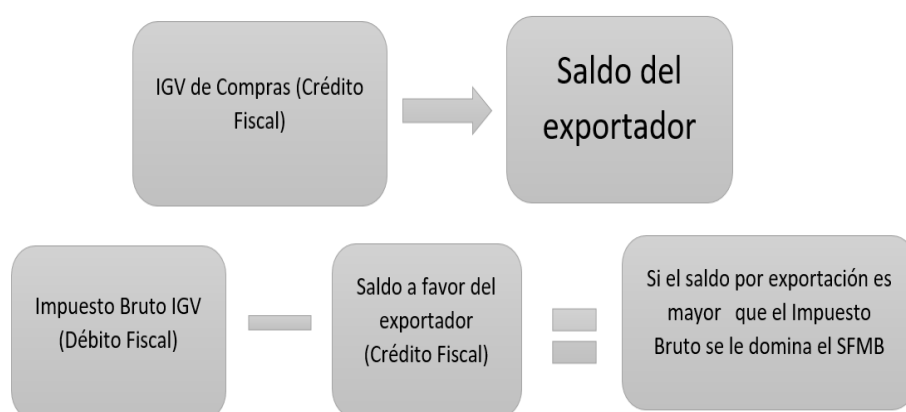 IGV de Compras (Crédito
Fiscal)
Saldo del
exportador
Impuesto Bruto IGV
(Débito Fiscal)
Saldo a favor del
exportador
(Crédito Fiscal)
Si el saldo por exportación es
mayor que el Impuesto
Bruto se le domina el SFMB